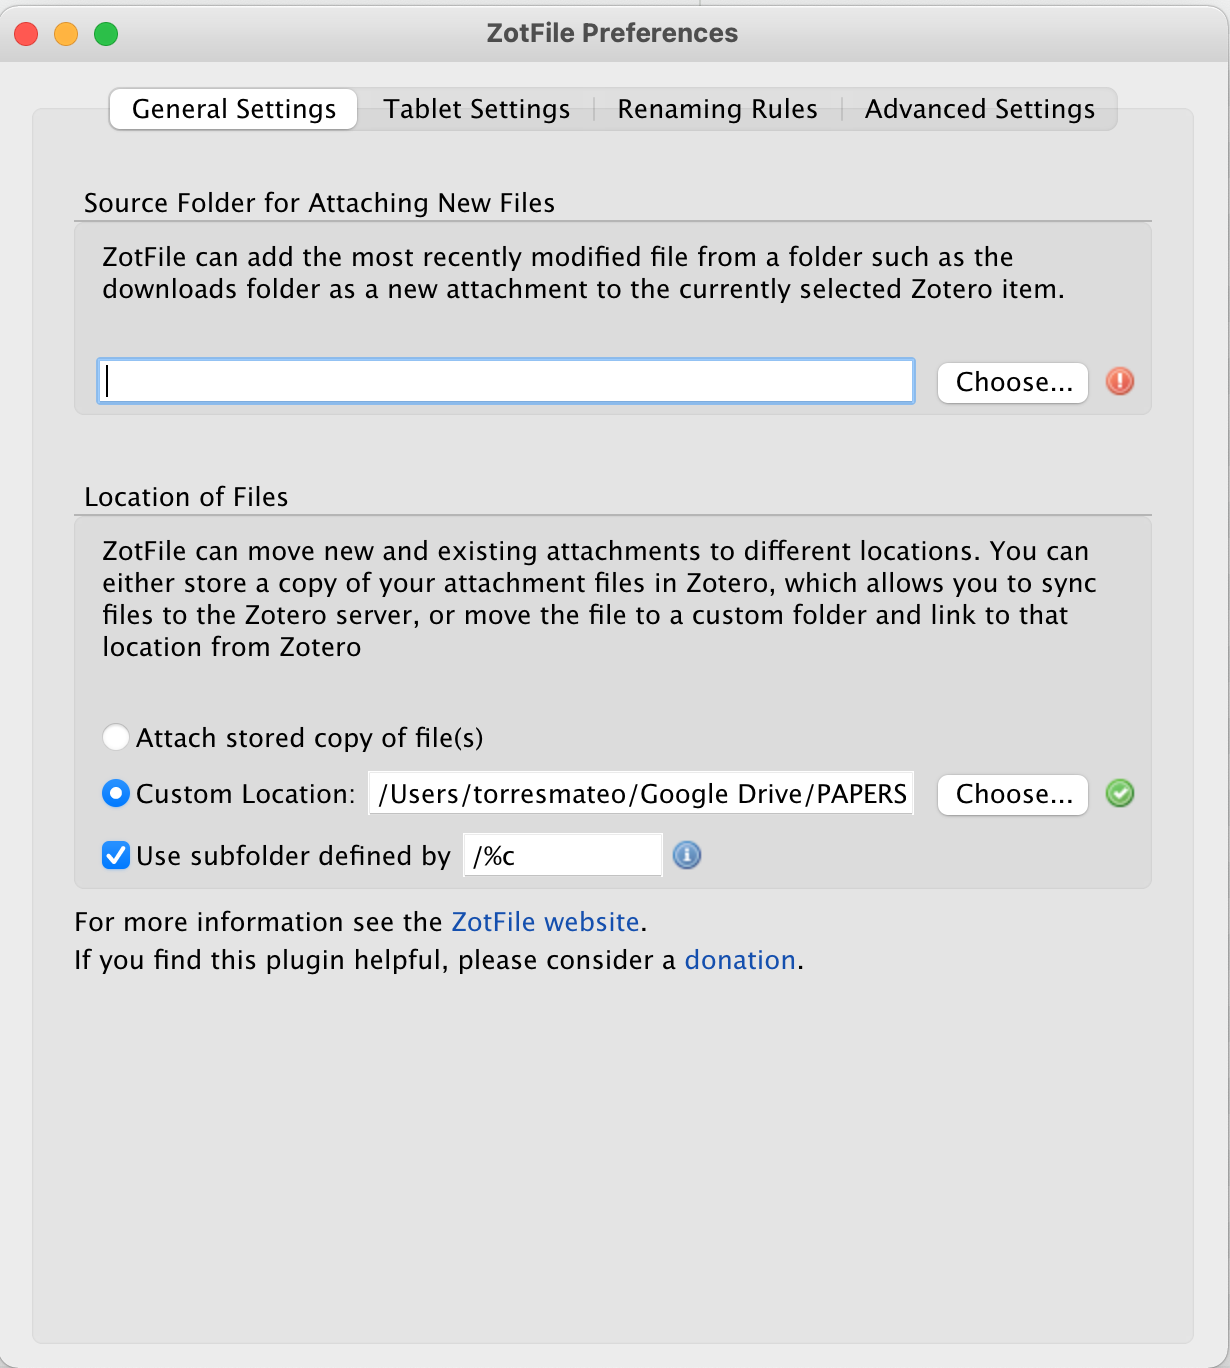 ZotFile Preferences
General Settings
Tablet Settings
Renaming Rules
Advanced Settings
Source Folder for Attaching New Files
ZotFile can add the most recently modified file from a folder such as the
downloads folder as a new attachment to the currently selected Zotero item.
Choose...
Location of Files
ZotFile can move new and existing attachments to different locations. You can
either store a copy of your attachment files in Zotero, which allows you to sync
files to the Zotero server, or move the file to a custom folder and link to that
location from Zotero
Attach stored copy of file(s)
Custom Location: /Users/torresmateo/Google Drive/PAPERS Choose...
Use subfolder defined by /%c
For more information see the ZotFile website.
If you find this plugin helpful, please consider a donation.